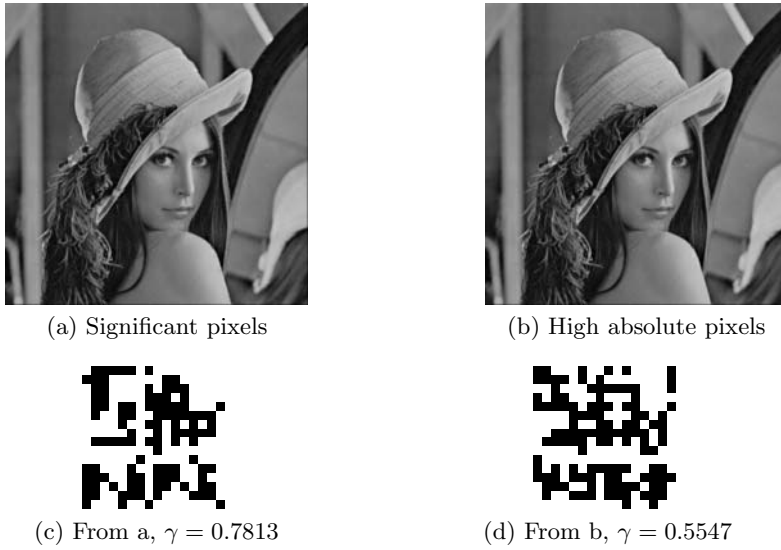 (a) Significant pixels
(b) High absolute pixels
(c) From a, γ = 0.7813
(d) From b, γ = 0.5547